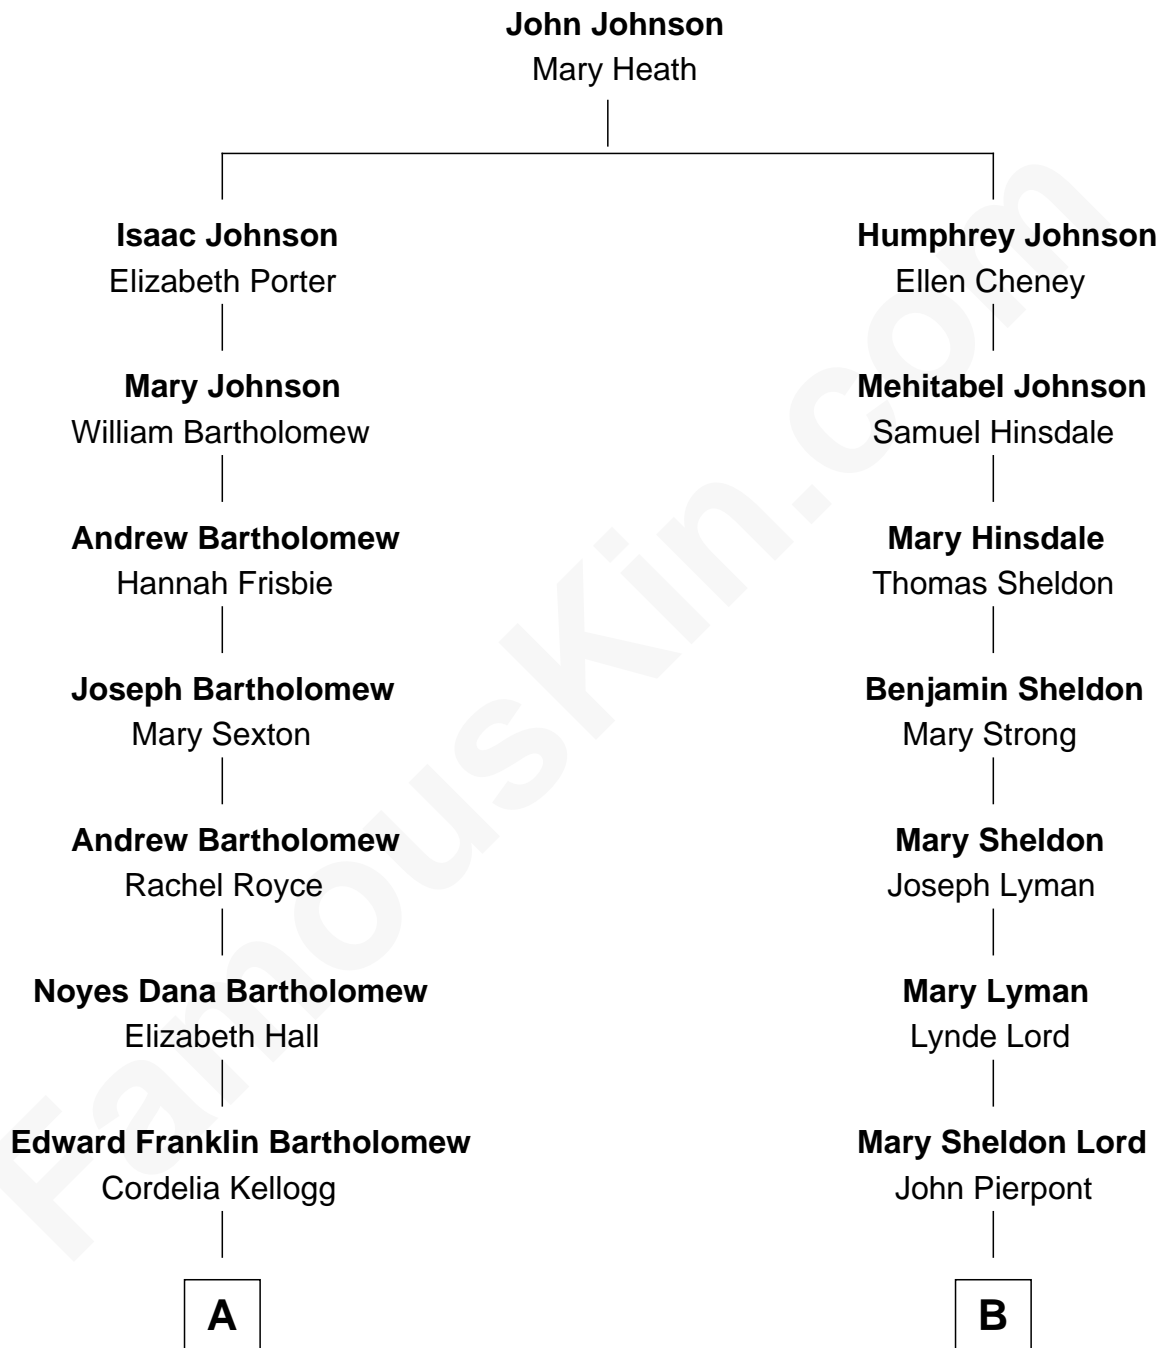 John Johnson
Mary Heath
Isaac Johnson
Elizabeth Porter
Humphrey Johnson
Ellen Cheney
Mary Johnson
William Bartholomew
Mehitabel Johnson
Samuel Hinsdale
Andrew Bartholomew
Hannah Frisbie
Mary Hinsdale
Thomas Sheldon
Joseph Bartholomew
Mary Sexton
Benjamin Sheldon
Mary Strong
Andrew Bartholomew
Rachel Royce
Mary Sheldon
Joseph Lyman
Noyes Dana Bartholomew
Elizabeth Hall
Mary Lyman
Lynde Lord
Edward Franklin Bartholomew
Cordelia Kellogg
Mary Sheldon Lord
John Pierpont
A
B
FamousKin.com